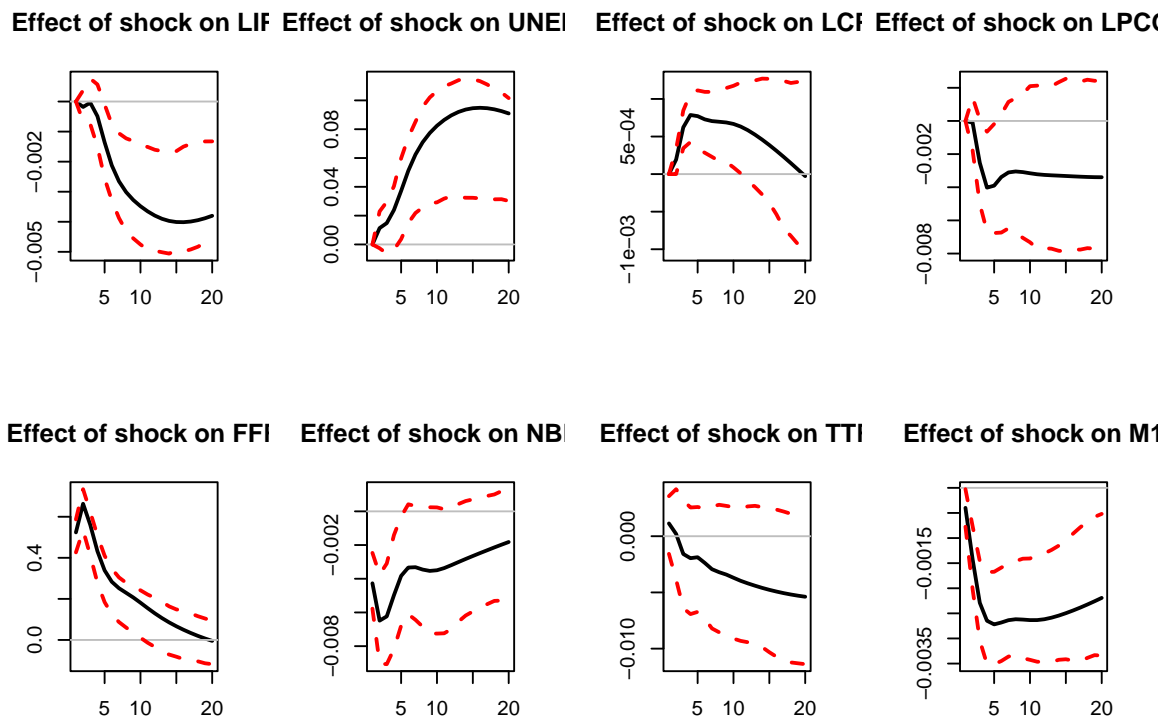 Effect of shock on LIP
Effect of shock on UNEI
Effect of shock on LCP
Effect of shock on LPCC
−0.002
−0.005
5 10 20
0.08
0.04
0.00
5 10 20
5e−04
−1e−03
5 10 20
−0.002
−0.008
5 10 20
Effect of shock on FFI
Effect of shock on NBI
Effect of shock on TTI
Effect of shock on M1
0.4
0.0
5 10 20
−0.002
−0.008
5 10 20
0.000
−0.010
5 10 20
−0.0015
−0.0035
5 10 20